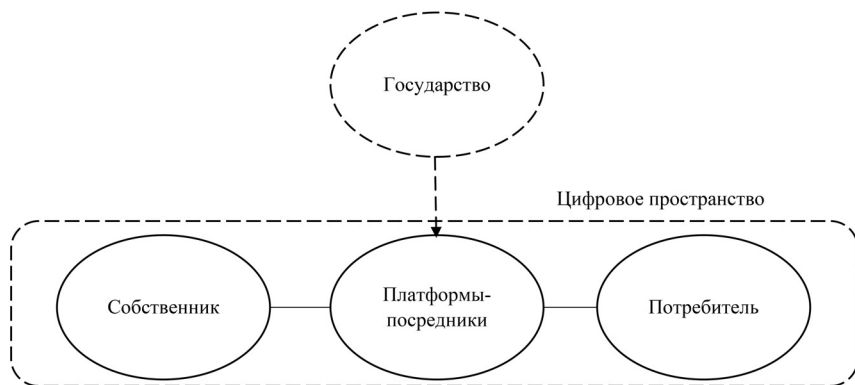 Государство
Цифровое пространство
Собственник
Платформы-
посредники
Потребитель